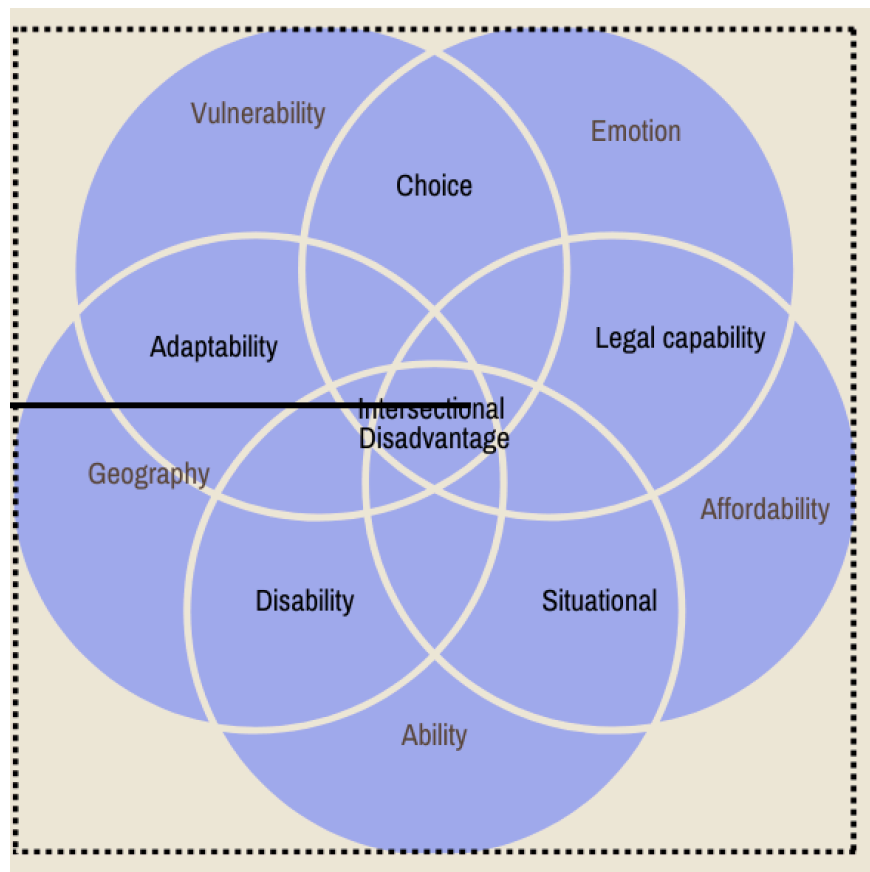 Vulnerability
Emotion
Choice
Legal capability
Adaptability
Intersectional
Disadvantage
Geography
Affordability
Disability
Situational
Ability